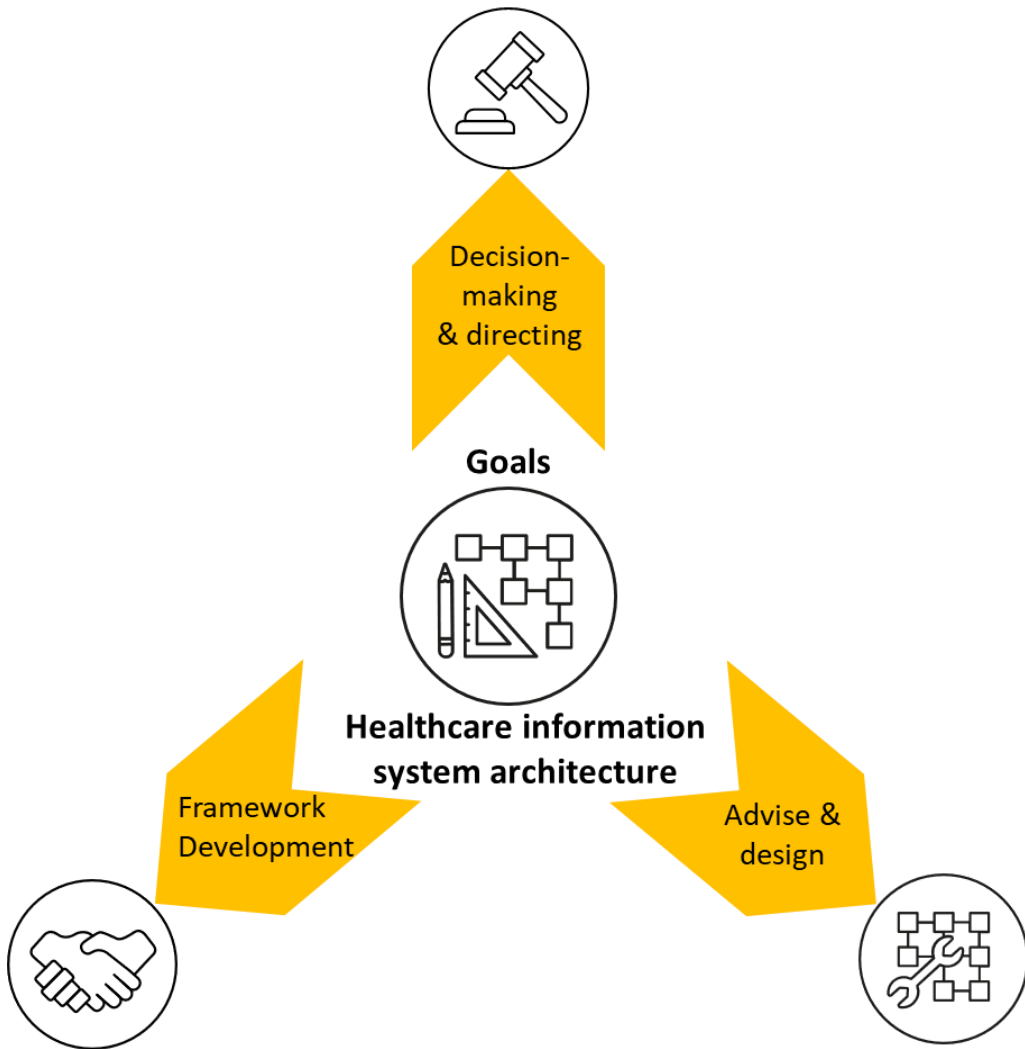 Decision-
making
& directing
Goals
Healthcare information
system architecture
Framework
Development
Advise &
design